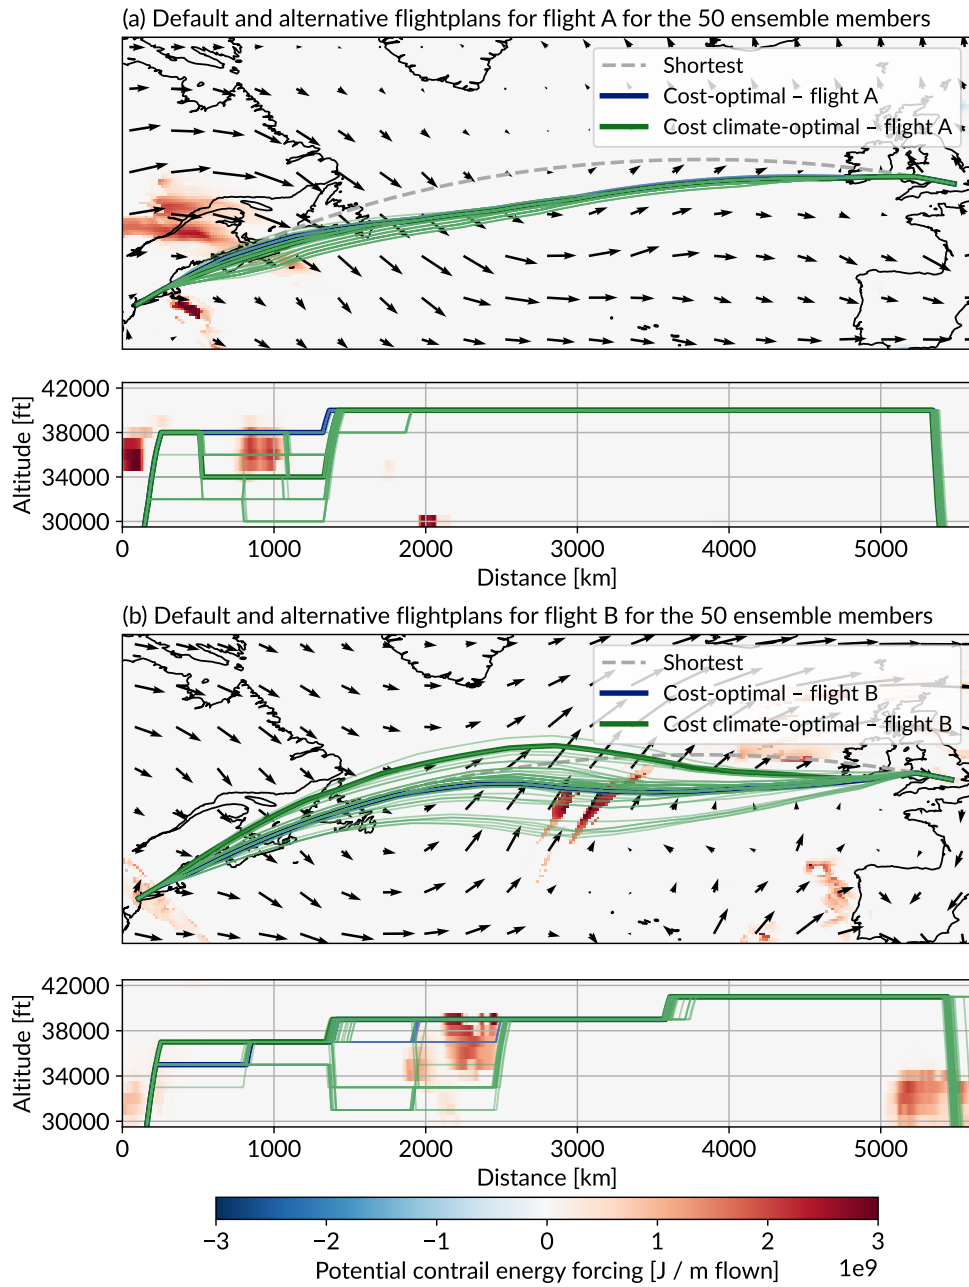 (a) Default and alternative flightplans for flight A for the 50 ensemble members
Shortest
Cost-optimal – flight A
Cost climate-optimal – flight A
42000
38000
34000
30000
Altitude [ft]
0 1000 2000 3000 4000 5000
Distance [km]
(b) Default and alternative flightplans for flight B for the 50 ensemble members
Shortest
Cost-optimal – flight B
Cost climate-optimal – flight B
42000
38000
34000
30000
Altitude [ft]
0 1000 2000 3000 4000 5000
Distance [km]
−3 −2 −1 0 1 2 3
1e9
Potential contrail energy forcing [J / m flown]